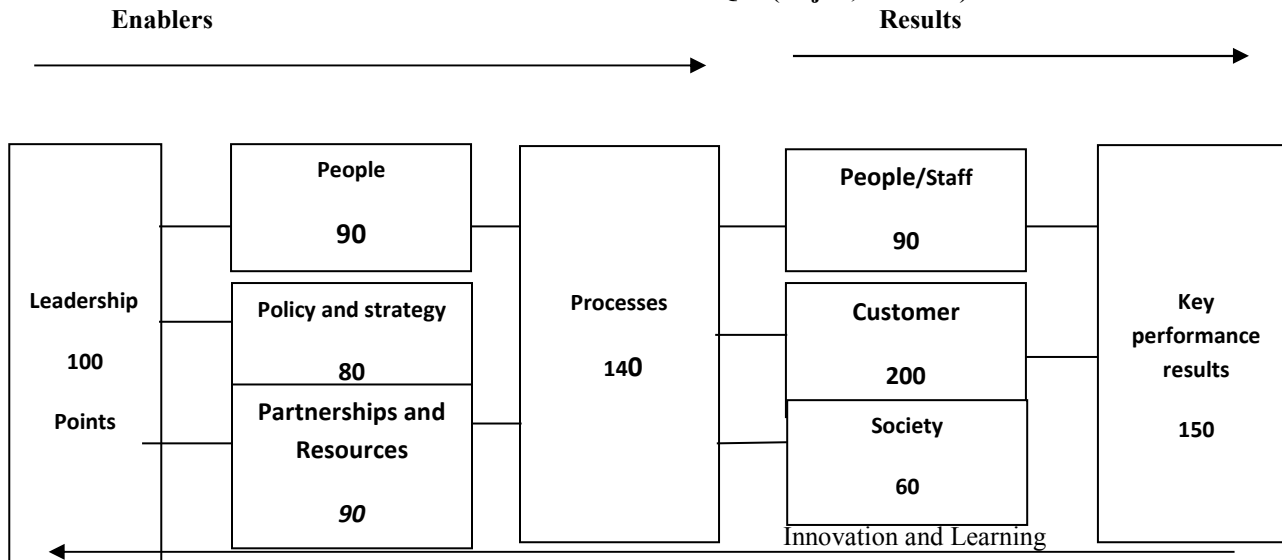 Enablers
Results
Leadership
100
Points
People
90
Policy and strategy
80
Partnerships and
Resources
90
Processes
140
People/Staff
90
Customer
200
Society
60
Key
performance
results
150
Innovation and Learning